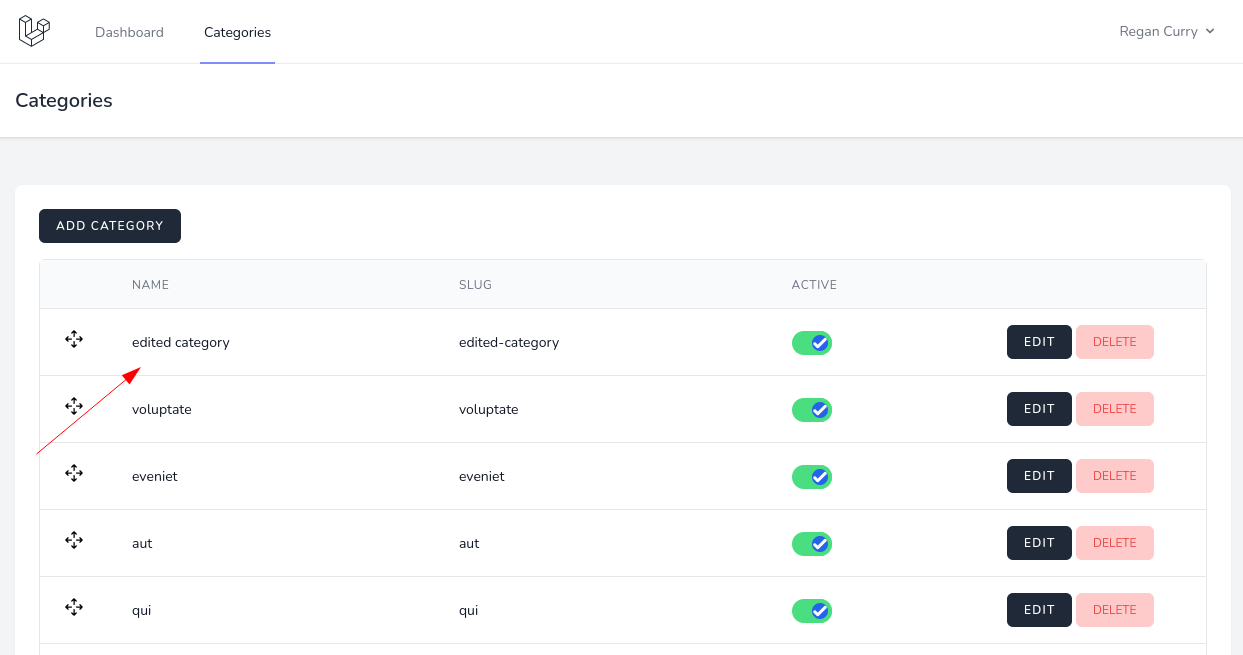 Dashboard Categories Regan Curry
Categories
ADD CATEGORY
NAME SLUG ACTIVE
edited category edited-category EDIT DELETE
voluptate voluptate EDIT DELETE
eveniet eveniet EDIT DELETE
aut aut EDIT DELETE
qui qui EDIT DELETE